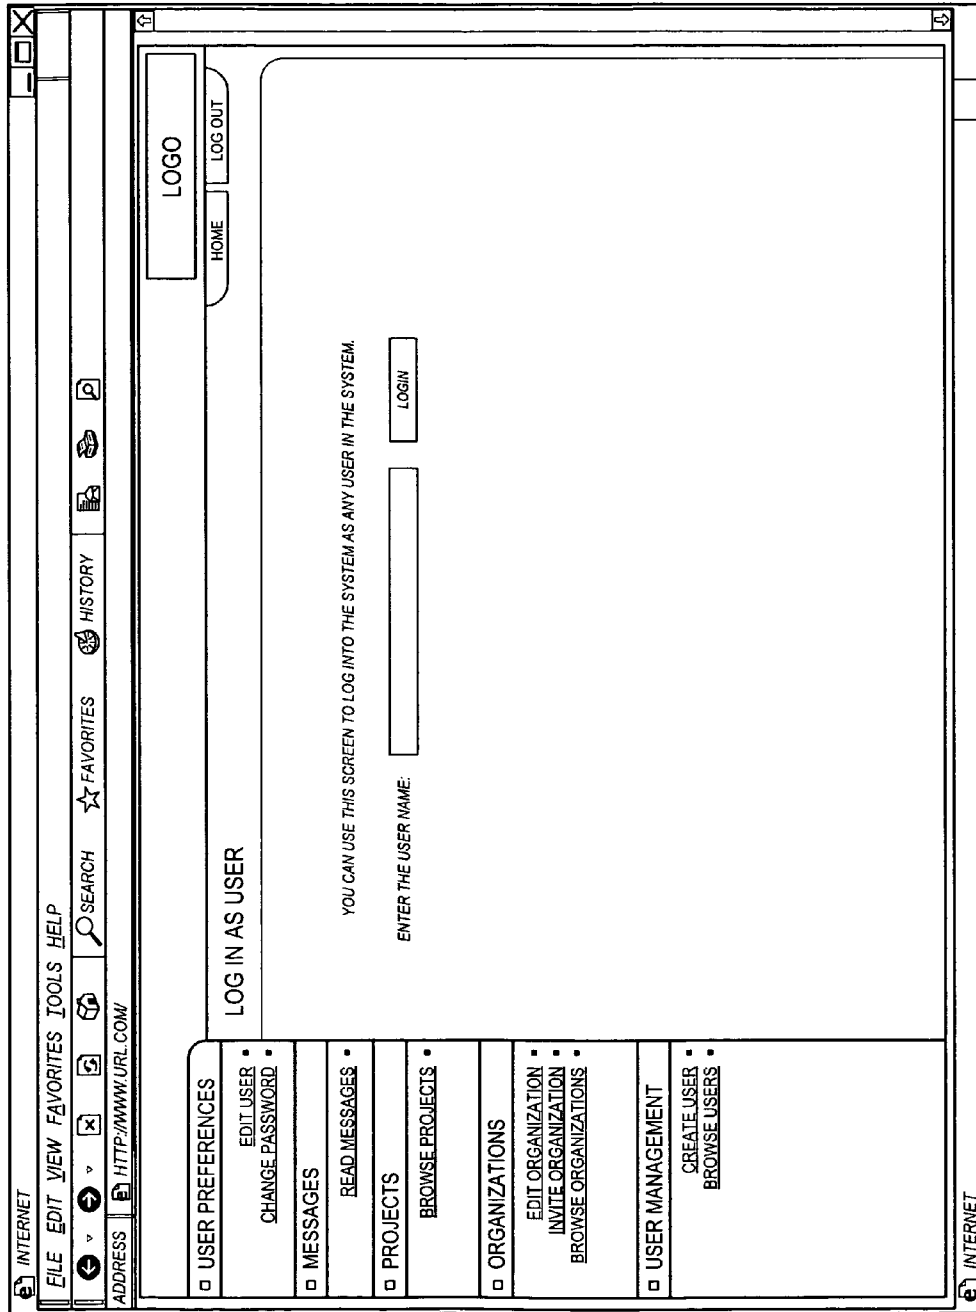 INTERNET
FILE EDIT VIEW FAVORITES TOOLS HELP
SEARCH FAVORITES HISTORY
ADDRESS HTTP://WWW.URL.COM/
LOGO
HOME LOG OUT
LOG IN AS USER
YOU CAN USE THIS SCREEN TO LOG INTO THE SYSTEM AS ANY USER IN THE SYSTEM.
ENTER THE USER NAME: LOGIN
USER PREFERENCES
EDIT USER
CHANGE PASSWORD
MESSAGES
READ MESSAGES
PROJECTS
BROWSE PROJECTS
ORGANIZATIONS
EDIT ORGANIZATION
INVITE ORGANIZATION
BROWSE ORGANIZATIONS
USER MANAGEMENT
CREATE USER
BROWSE USERS
INTERNET